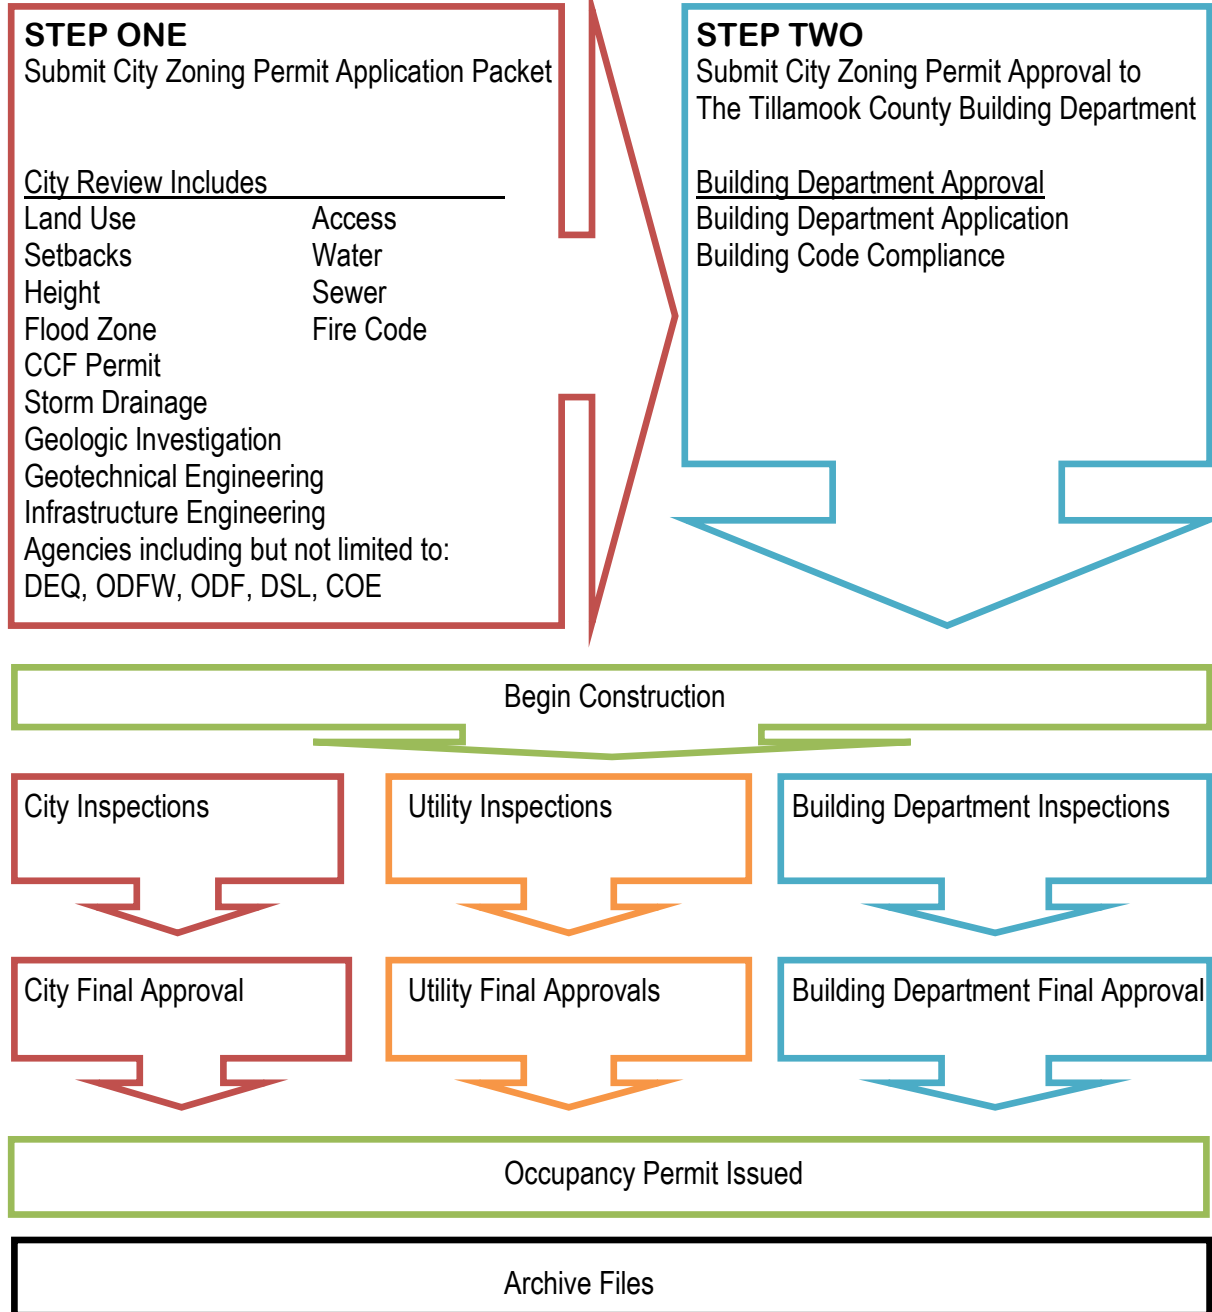 STEP ONE
Submit City Zoning Permit Application Packet
City Review Includes
Land Use Access
Setbacks Water
Height Sewer
Flood Zone Fire Code
CCF Permit
Storm Drainage
Geologic Investigation
Geotechnical Engineering
Infrastructure Engineering
Agencies including but not limited to:
DEQ, ODFW, ODF, DSL, COE
STEP TWO
Submit City Zoning Permit Approval to
The Tillamook County Building Department
Building Department Approval
Building Department Application
Building Code Compliance
Begin Construction
City Inspections
Utility Inspections
Building Department Inspections
City Final Approval
Utility Final Approvals
Building Department Final Approval
Occupancy Permit Issued
Archive Files